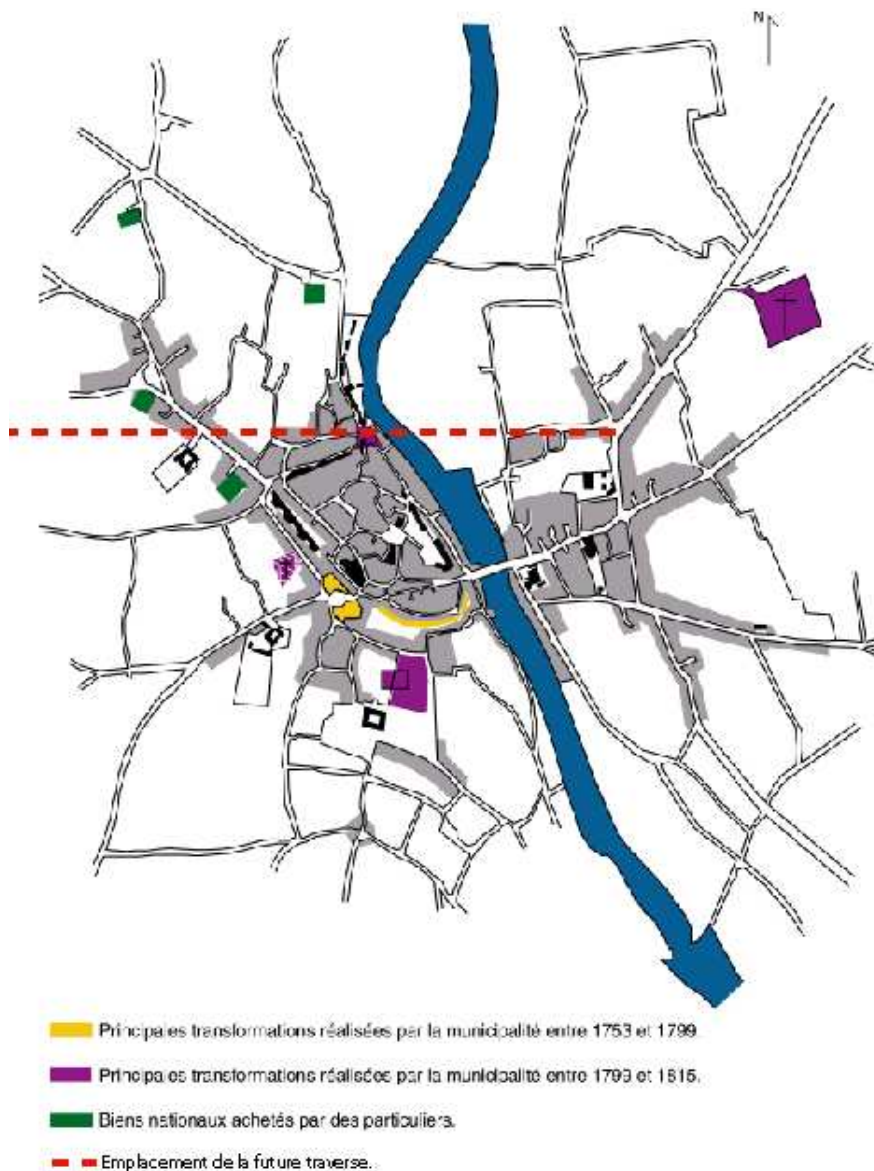 N
Principales transformations réalisées par la municipalité entre 1753 et 1799.
Principales transformations réalisées par la municipalité entre 1799 et 1815.
Biens nationaux achetés par des particuliers.
Emplacement de la future traverse.